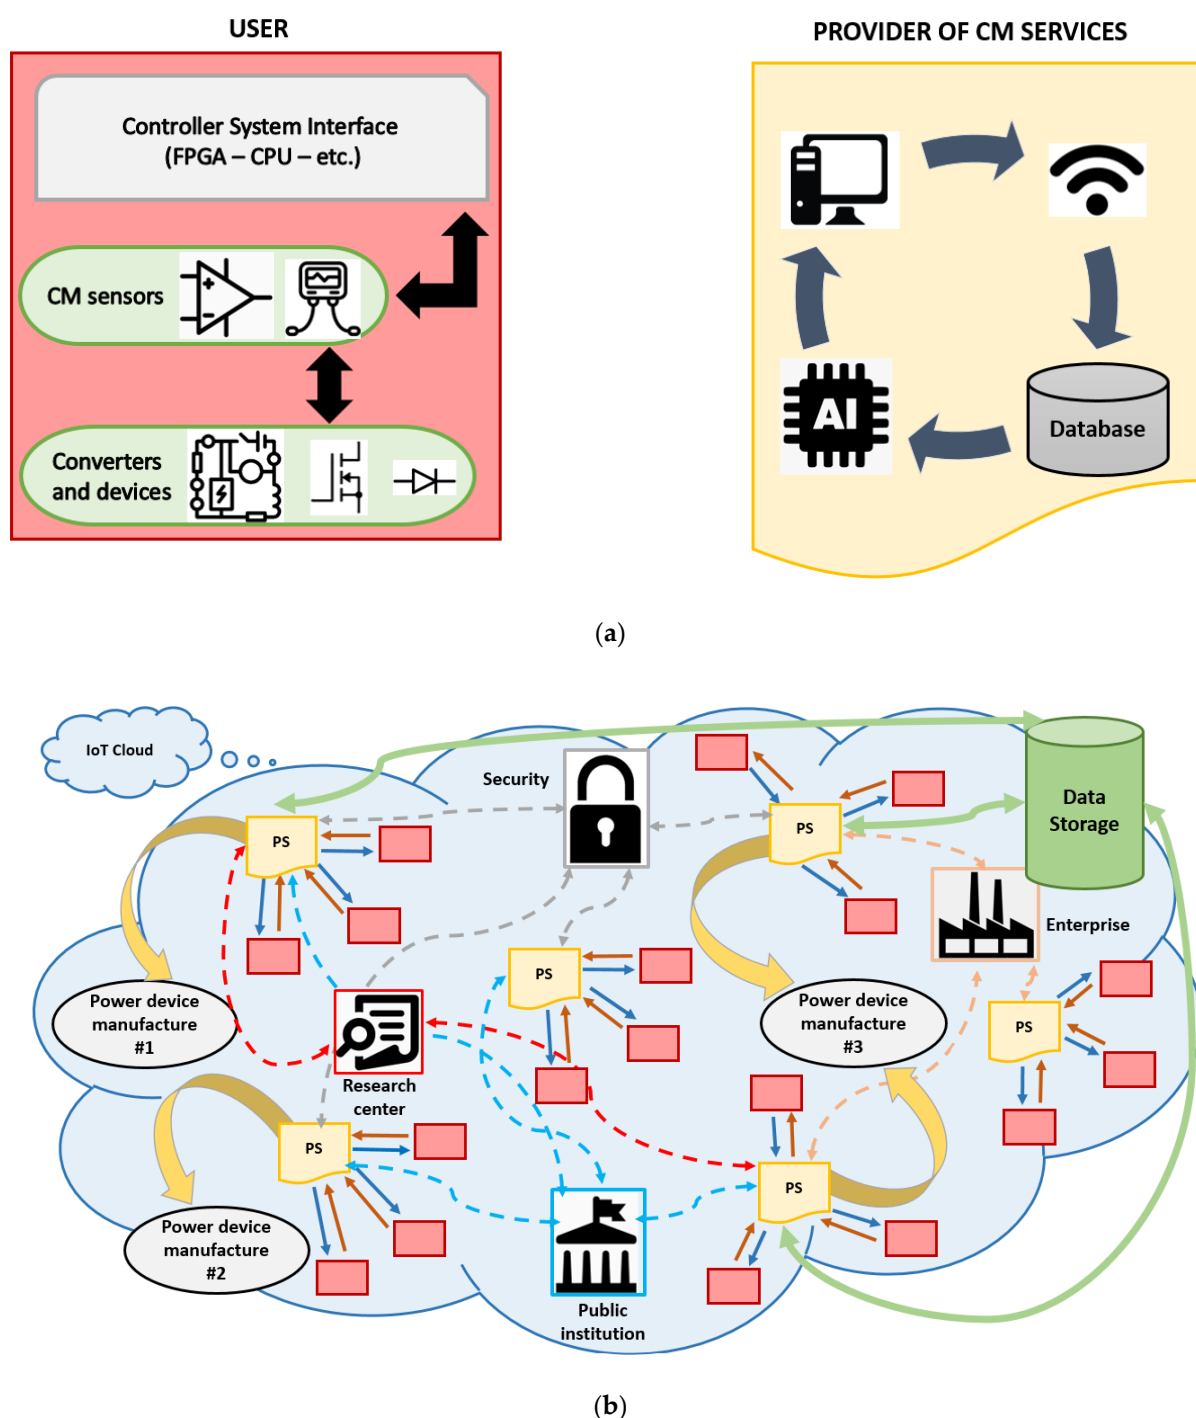 USER
PROVIDER OF CM SERVICES
Controller System Interface
(FPGA – CPU – etc.)
CM sensors
Converters
and devices
AI
Database
(a)
IoT Cloud
Security
Data
Storage
PS
PS
Enterprise
PS
Power device
manufacture
#1
Power device
manufacture
#3
PS
Research
center
PS
PS
Power device
manufacture
#2
Public
institution
(b)